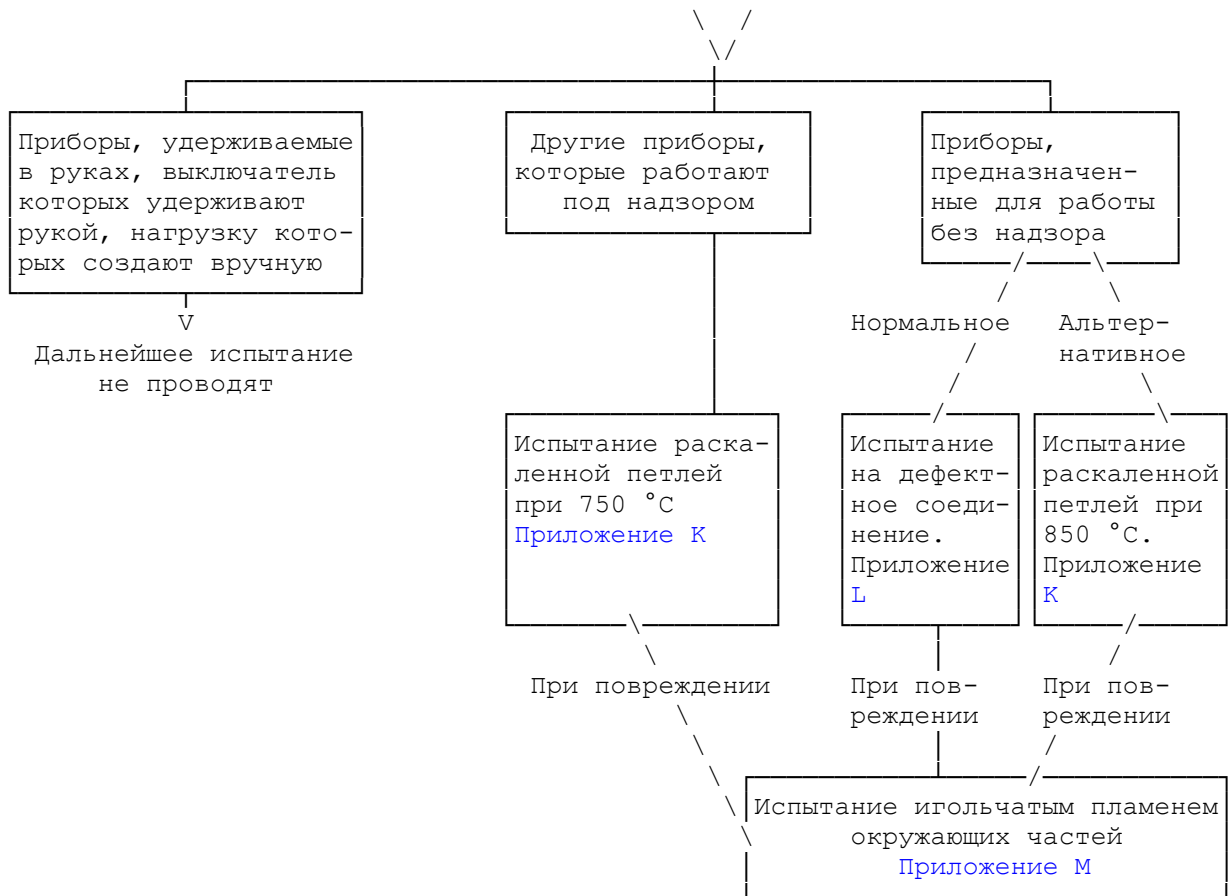 Приборы, удерживаемые
в руках, выключатель
которых удерживают
рукой, нагрузку кото-
рых создают вручную
Другие приборы,
которые работают
под надзором
Приборы,
предназначен-
ные для работы
без надзора
V
Дальнейшее испытание
не проводят
Нормальное
Альтер-
нативное
Испытание раска-
ленной петлей
при 750 °C
Приложение K
Испытание
на дефект-
ное соеди-
нение.
Приложение
L
Испытание
раскаленной
петлей при
850 °C.
Приложение
K
При повреждении
При пов-
реждении
При пов-
реждении
Испытание игольчатым пламенем
окружающих частей
Приложение M